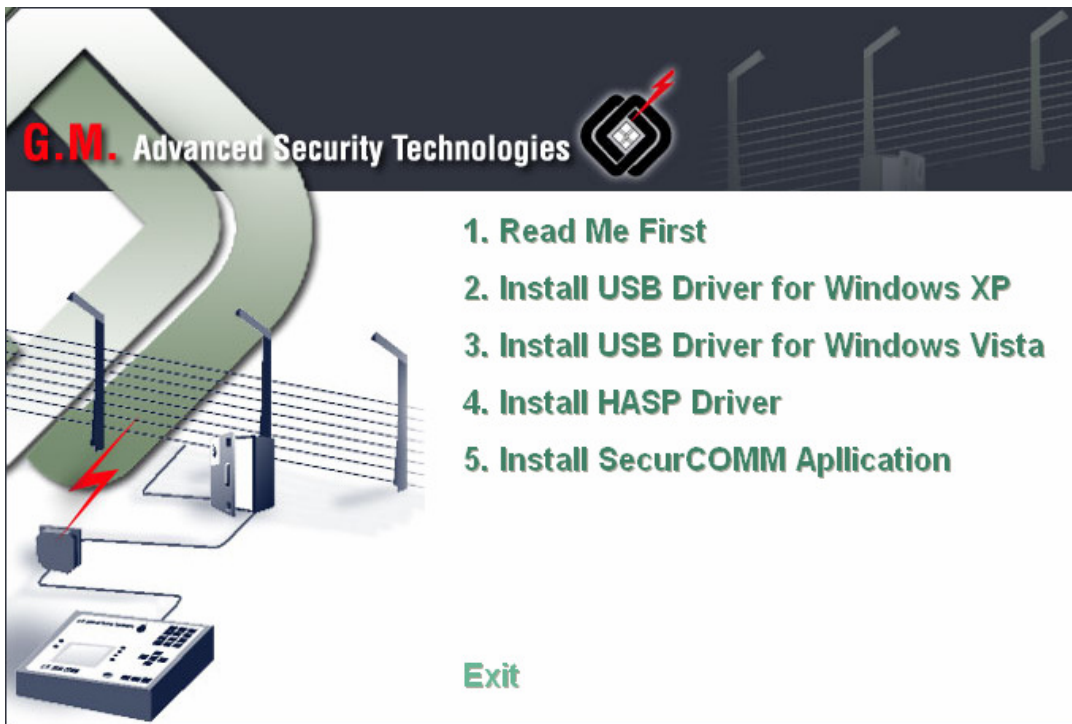 G.M. Advanced Security Technologies
1. Read Me First
2. Install USB Driver for Windows XP
3. Install USB Driver for Windows Vista
4. Install HASP Driver
5. Install SecurCOMM Apllication
Exit